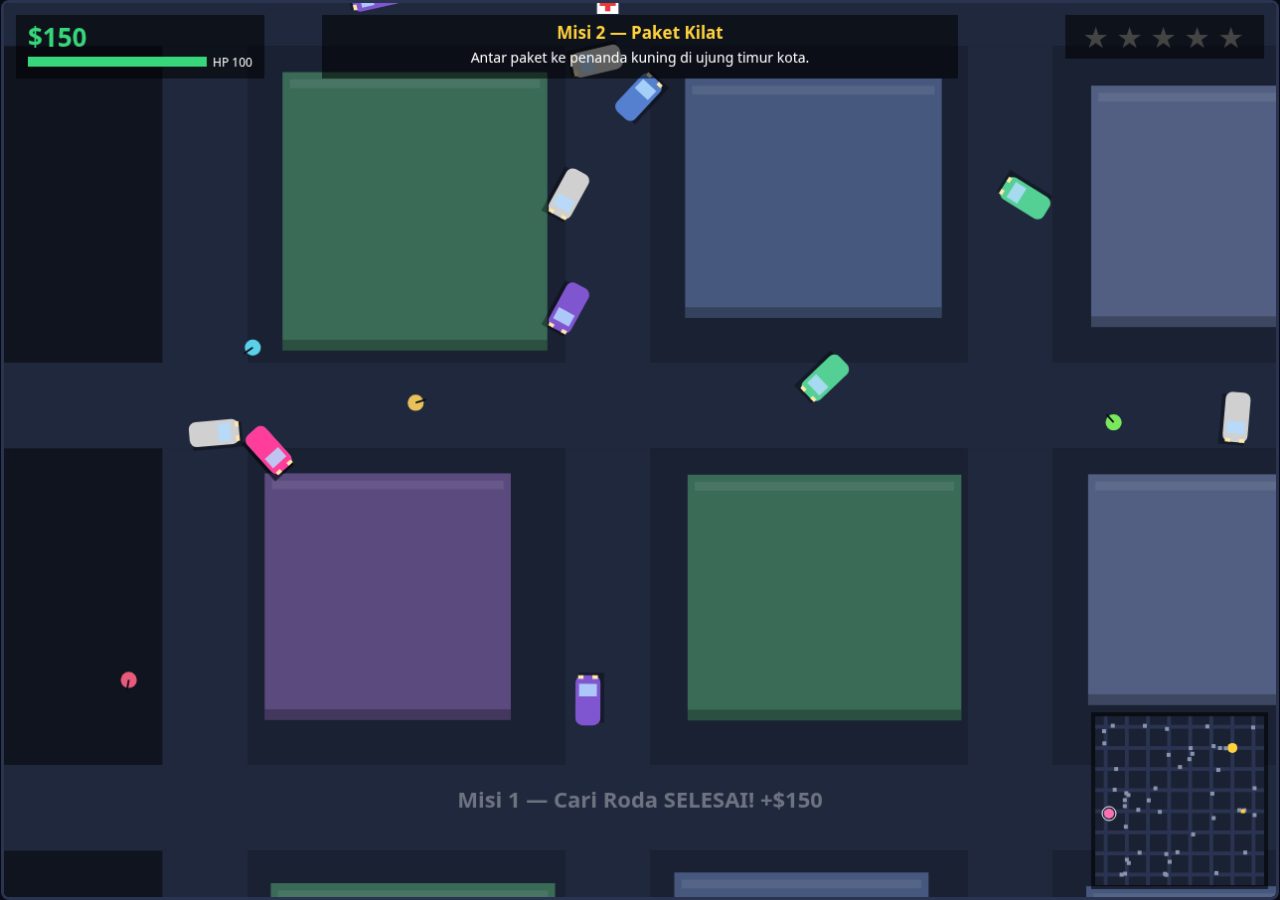 $150
HP 100
Misi 2 — Paket Kilat
Antar paket ke penanda kuning di ujung timur kota.
★ ★ ★ ★ ★
Misi 1 — Cari Roda SELESAI! +$150